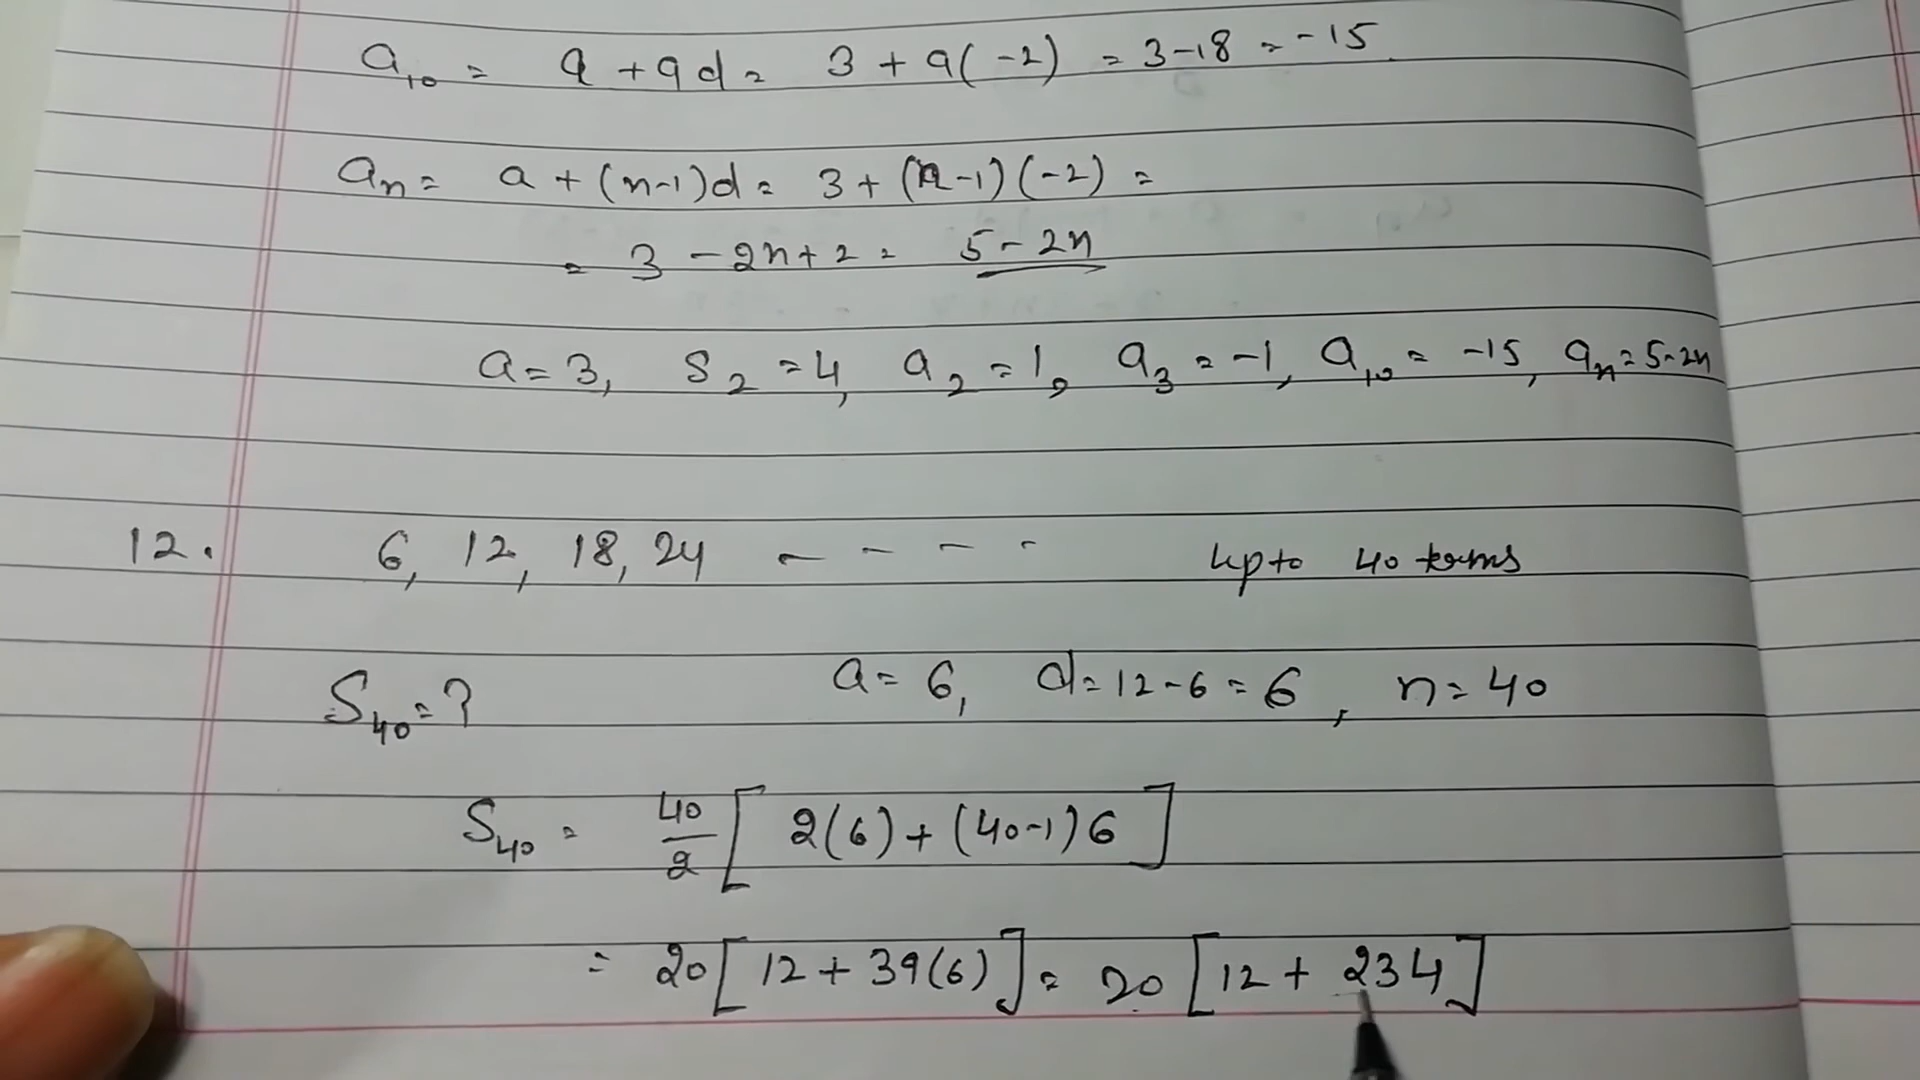 a₁₀ = a + 9d = 3 + 9(-2) = 3-18 = -15
aₙ = a + (n-1)d = 3 + (n-1)(-2) =
= 3 - 2n + 2 = 5 - 2n
a = 3, S₂ = 4, a₂ = 1, a₃ = -1, a₁₀ = -15, aₙ = 5-2n
12. 6, 12, 18, 24 - - - - upto 40 terms
S₄₀ = ? a = 6, d = 12-6 = 6, n = 40
S₄₀ = 40/2 [2(6) + (40-1)6]
= 20[12 + 39(6)] = 20[12 + 234]